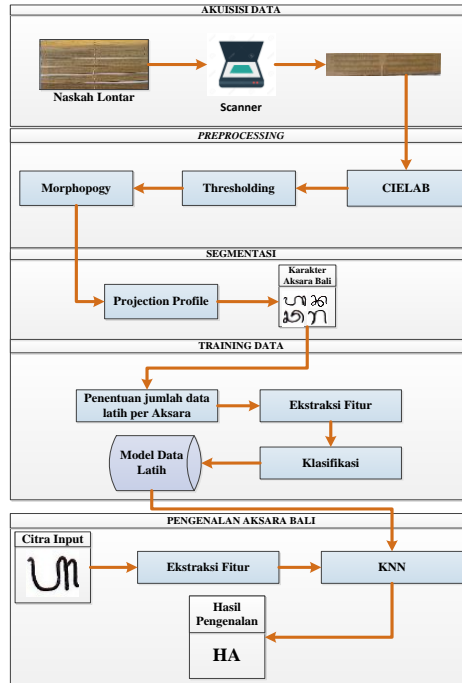 AKUISISI DATA
Naskah Lontar
Scanner
PREPROCESSING
Morphopogy
Thresholding
CIELAB
SEGMENTASI
Projection Profile
Karakter
Aksara Bali
TRAINING DATA
Penentuan jumlah data
latih per Aksara
Ekstraksi Fitur
Model Data
Latih
Klasifikasi
PENGENALAN AKSARA BALI
Citra Input
ᬳ
Ekstraksi Fitur
KNN
Hasil
Pengenalan
HA